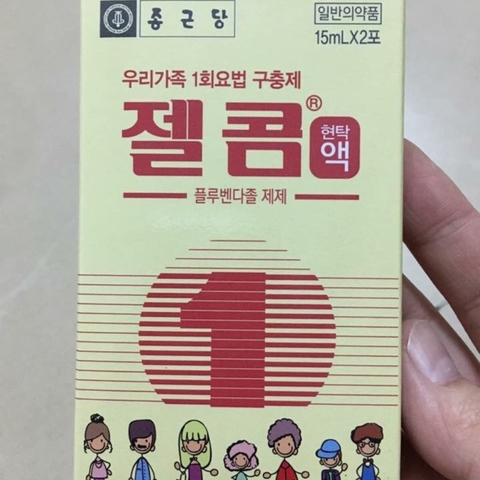 종근당
일반의약품
15mLX2포
우리가족 1회요법 구충제
젤콤® 현탁액
플루벤다졸 제제
1